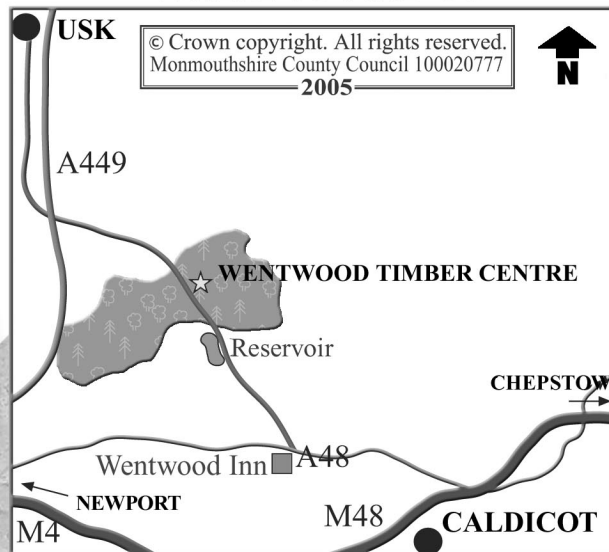 USK
© Crown copyright. All rights reserved.
Monmouthshire County Council 100020777
2005
N
A449
WENTWOOD TIMBER CENTRE
Reservoir
CHEPSTOW
Wentwood Inn
A48
NEWPORT
M48
CALDICOT
M4